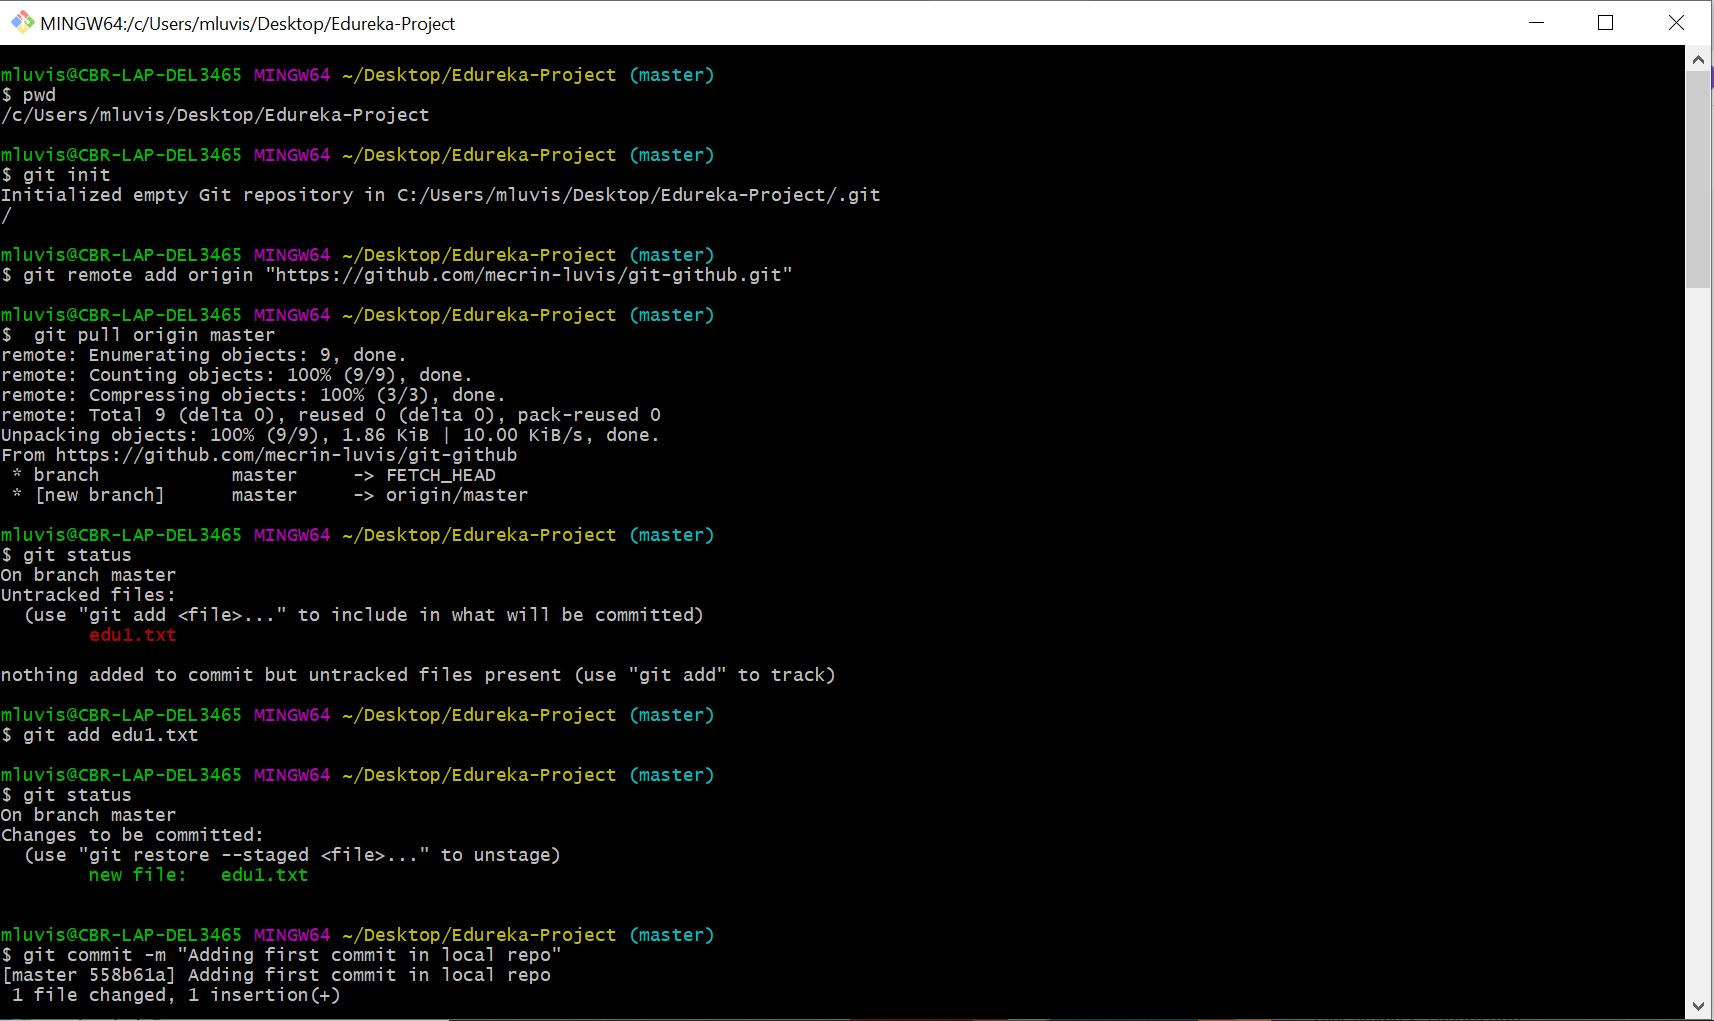 MINGW64:/c/Users/mluvis/Desktop/Edureka-Project
mluvis@CBR-LAP-DEL3465 MINGW64 ~/Desktop/Edureka-Project (master)
$ pwd
/c/Users/mluvis/Desktop/Edureka-Project
mluvis@CBR-LAP-DEL3465 MINGW64 ~/Desktop/Edureka-Project (master)
$ git init
Initialized empty Git repository in C:/Users/mluvis/Desktop/Edureka-Project/.git
/
mluvis@CBR-LAP-DEL3465 MINGW64 ~/Desktop/Edureka-Project (master)
$ git remote add origin "https://github.com/mecrin-luvis/git-github.git"
mluvis@CBR-LAP-DEL3465 MINGW64 ~/Desktop/Edureka-Project (master)
$  git pull origin master
remote: Enumerating objects: 9, done.
remote: Counting objects: 100% (9/9), done.
remote: Compressing objects: 100% (3/3), done.
remote: Total 9 (delta 0), reused 0 (delta 0), pack-reused 0
Unpacking objects: 100% (9/9), 1.86 KiB | 10.00 KiB/s, done.
From https://github.com/mecrin-luvis/git-github
 * branch            master     -> FETCH_HEAD
 * [new branch]      master     -> origin/master
mluvis@CBR-LAP-DEL3465 MINGW64 ~/Desktop/Edureka-Project (master)
$ git status
On branch master
Untracked files:
  (use "git add <file>..." to include in what will be committed)
        edu1.txt
nothing added to commit but untracked files present (use "git add" to track)
mluvis@CBR-LAP-DEL3465 MINGW64 ~/Desktop/Edureka-Project (master)
$ git add edu1.txt
mluvis@CBR-LAP-DEL3465 MINGW64 ~/Desktop/Edureka-Project (master)
$ git status
On branch master
Changes to be committed:
  (use "git restore --staged <file>..." to unstage)
        new file:   edu1.txt
mluvis@CBR-LAP-DEL3465 MINGW64 ~/Desktop/Edureka-Project (master)
$ git commit -m "Adding first commit in local repo"
[master 558b61a] Adding first commit in local repo
 1 file changed, 1 insertion(+)